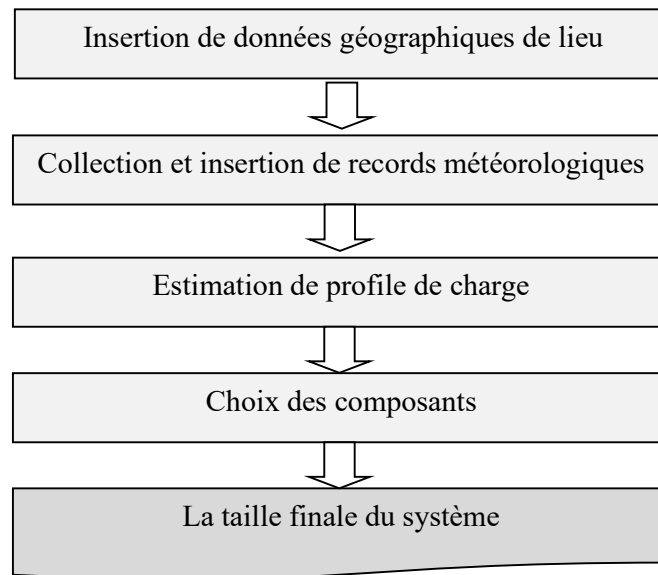 Insertion de données géographiques de lieu
Collection et insertion de records météorologiques
Estimation de profile de charge
Choix des composants
La taille finale du système